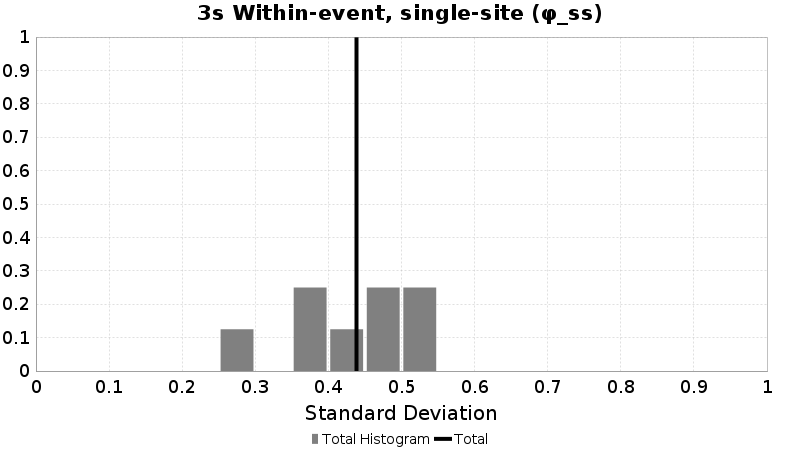 3s Within-event, single-site (φ_ss)
1
0.9
0.8
0.7
0.6
0.5
0.4
0.3
0.2
0.1
0
0 0.1 0.2 0.3 0.4 0.5 0.6 0.7 0.8 0.9 1
Standard Deviation
Total Histogram Total